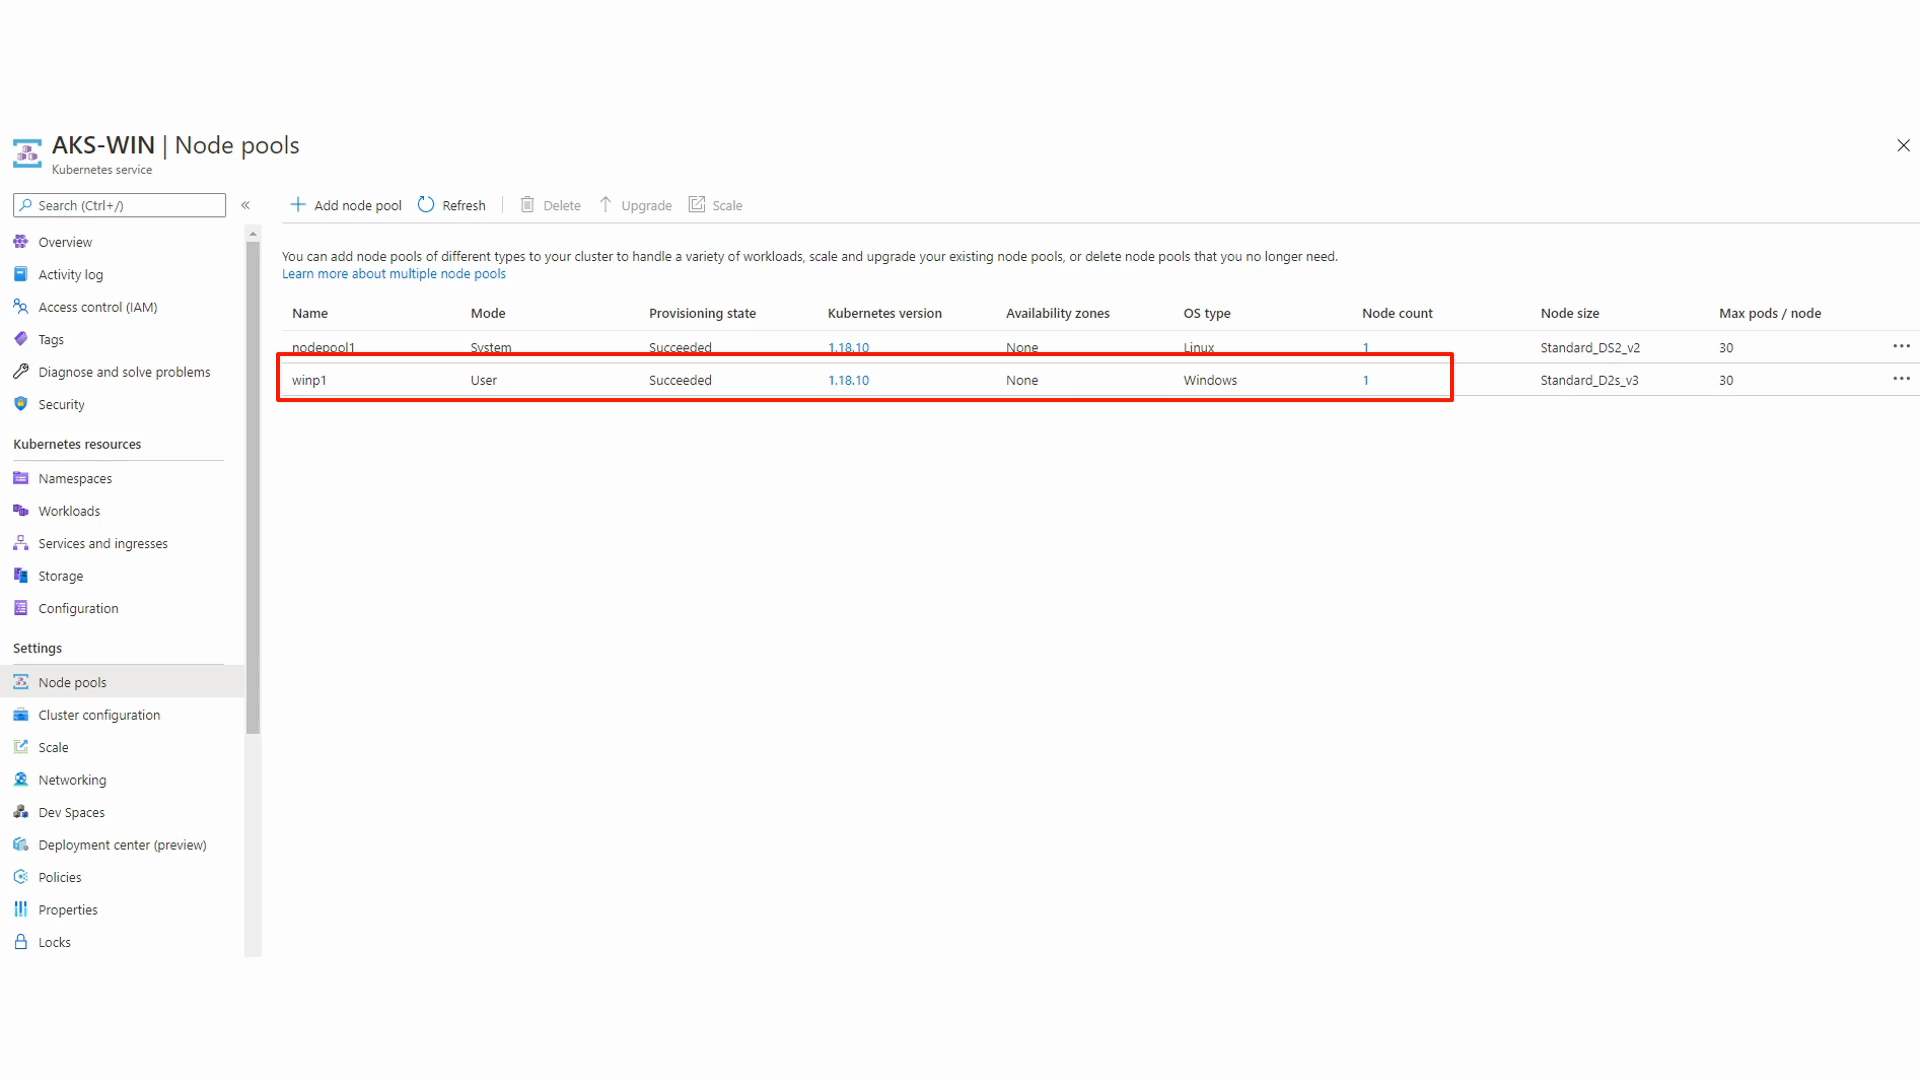 AKS-WIN | Node pools
Kubernetes service
Search (Ctrl+/)
«
Add node pool
Refresh
Delete
Upgrade
Scale
Overview
Activity log
Access control (IAM)
Tags
Diagnose and solve problems
Security
Kubernetes resources
Namespaces
Workloads
Services and ingresses
Storage
Configuration
Settings
Node pools
Cluster configuration
Scale
Networking
Dev Spaces
Deployment center (preview)
Policies
Properties
Locks
You can add node pools of different types to your cluster to handle a variety of workloads, scale and upgrade your existing node pools, or delete node pools that you no longer need.
Learn more about multiple node pools
Name Mode Provisioning state Kubernetes version Availability zones OS type Node count Node size Max pods / node
nodepool1 System Succeeded 1.18.10 None Linux 1 Standard_DS2_v2 30 ···
winp1 User Succeeded 1.18.10 None Windows 1 Standard_D2s_v3 30 ···